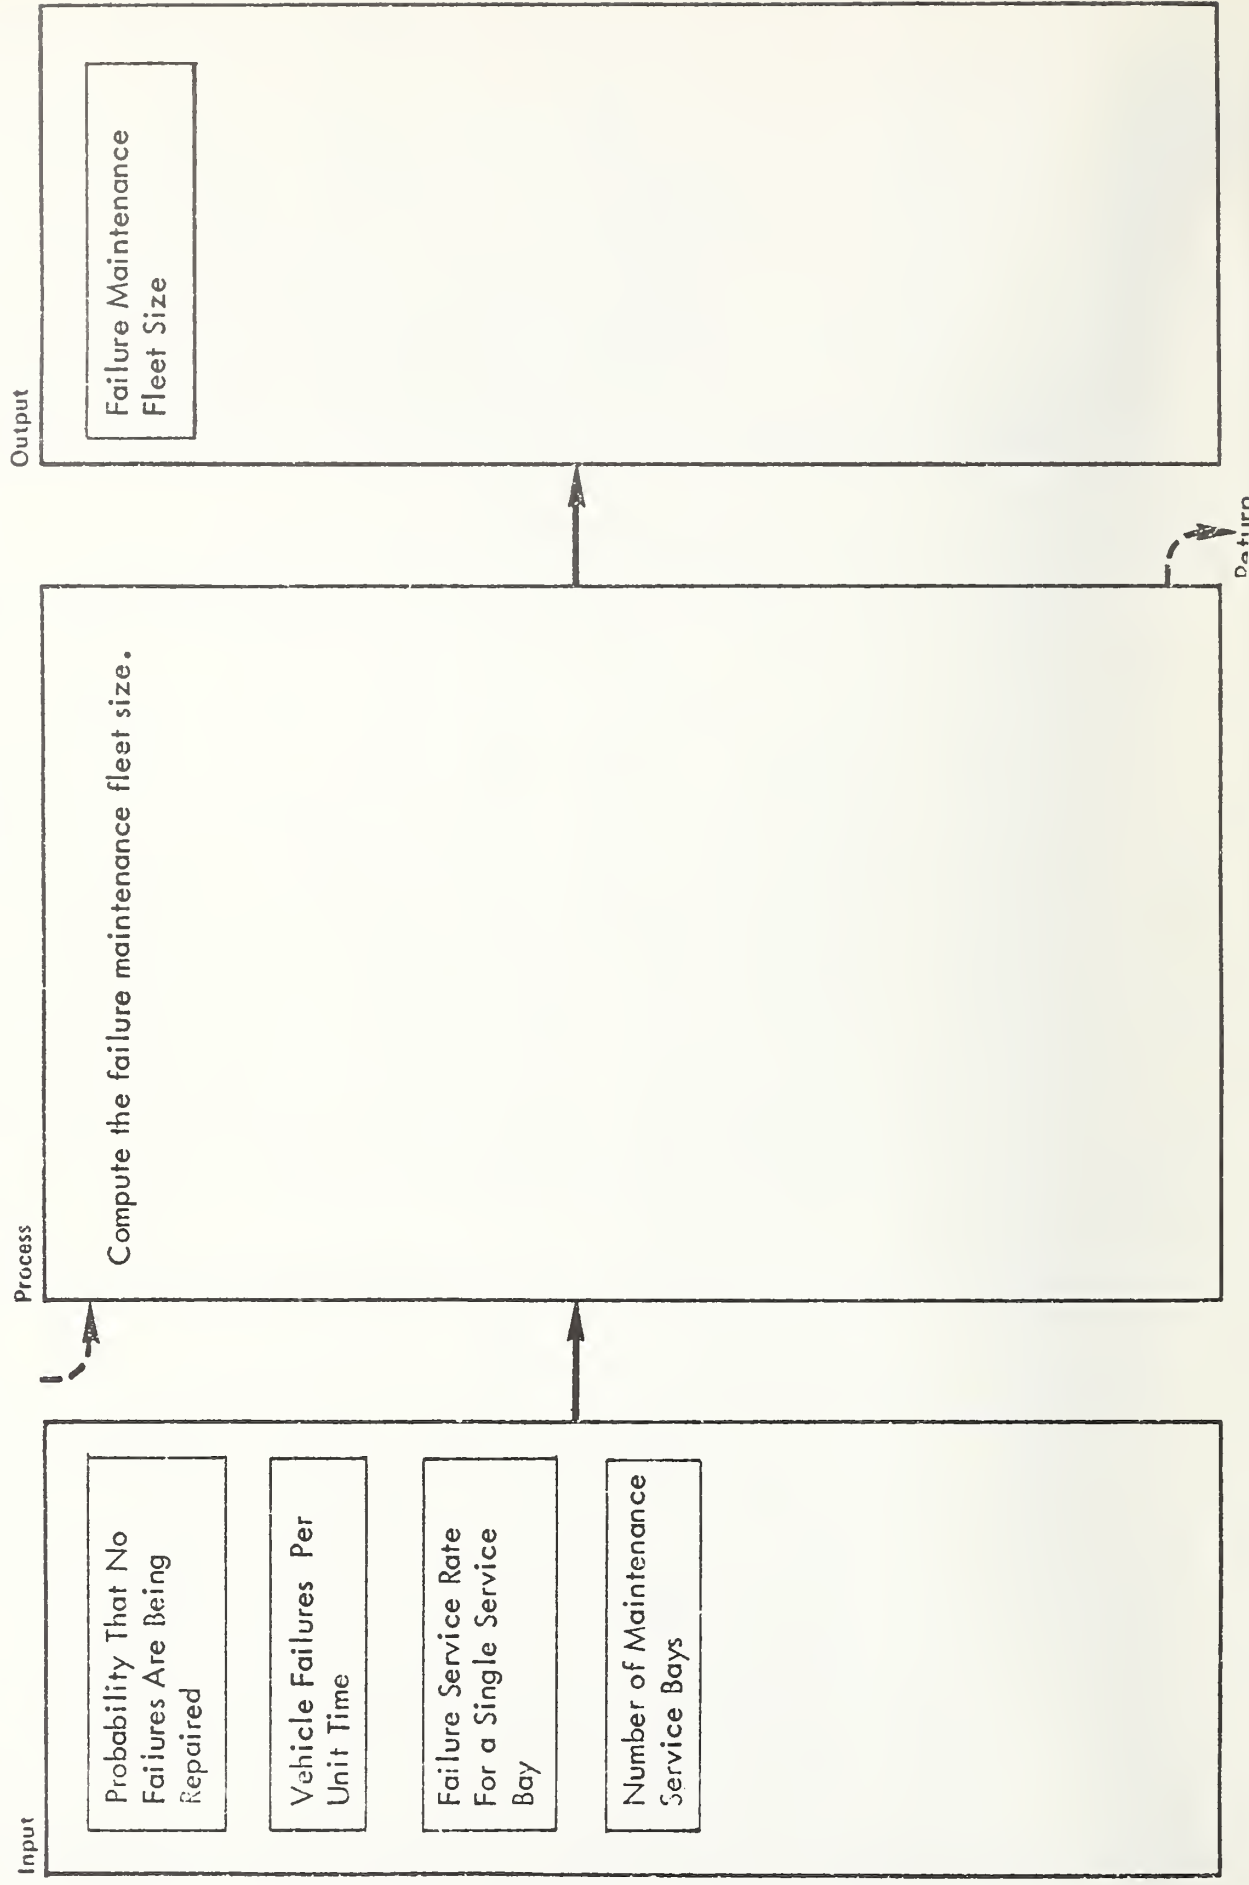 Input
Probability That No
Failures Are Being
Repaired
Vehicle Failures Per
Unit Time
Failure Service Rate
For a Single Service
Bay
Number of Maintenance
Service Bays
Process
Compute the failure maintenance fleet size.
Output
Failure Maintenance
Fleet Size
Return